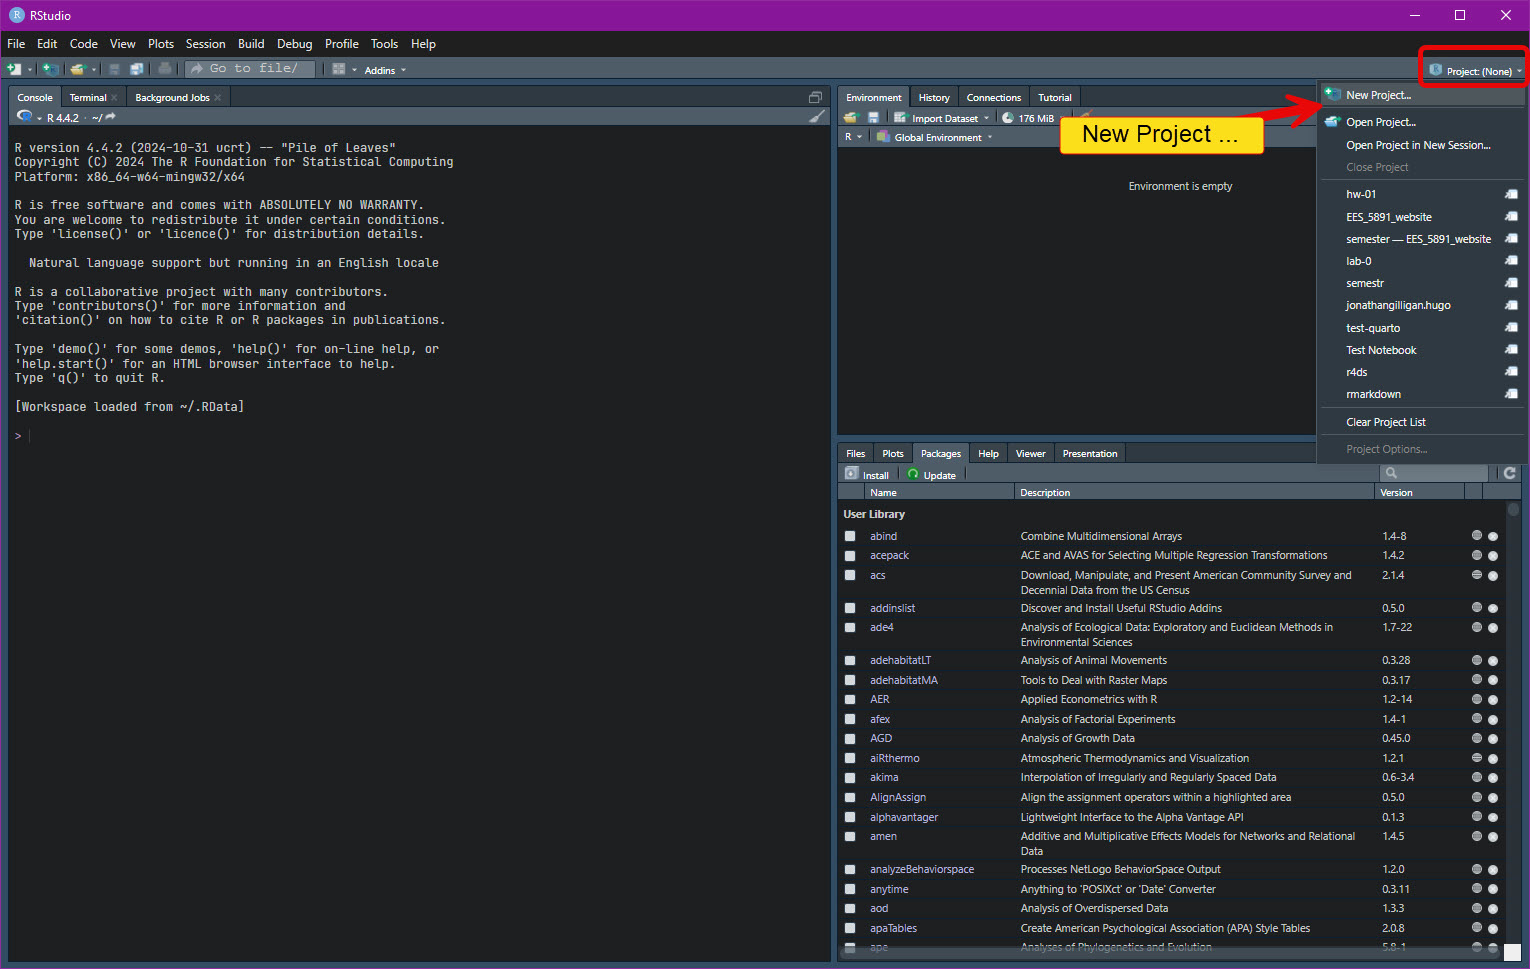 RStudio
File Edit Code View Plots Session Build Debug Profile Tools Help
Go to file/ Addins Project: (None)
Console Terminal Background Jobs
R 4.4.2 · ~/
R version 4.4.2 (2024-10-31 ucrt) -- "Pile of Leaves"
Copyright (C) 2024 The R Foundation for Statistical Computing
Platform: x86_64-w64-mingw32/x64
R is free software and comes with ABSOLUTELY NO WARRANTY.
You are welcome to redistribute it under certain conditions.
Type 'license()' or 'licence()' for distribution details.
Natural language support but running in an English locale
R is a collaborative project with many contributors.
Type 'contributors()' for more information and
'citation()' on how to cite R or R packages in publications.
Type 'demo()' for some demos, 'help()' for on-line help, or
'help.start()' for an HTML browser interface to help.
Type 'q()' to quit R.
[Workspace loaded from ~/.RData]
>
Environment History Connections Tutorial
Import Dataset 176 MiB
R Global Environment
Environment is empty
New Project ...
New Project...
Open Project...
Open Project in New Session...
Close Project
hw-01
EES_5891_website
semester — EES_5891_website
lab-0
semestr
jonathangilligan.hugo
test-quarto
Test Notebook
r4ds
rmarkdown
Clear Project List
Project Options...
Files Plots Packages Help Viewer Presentation
Install Update
Name Description Version
User Library
abind Combine Multidimensional Arrays 1.4-8
acepack ACE and AVAS for Selecting Multiple Regression Transformations 1.4.2
acs Download, Manipulate, and Present American Community Survey and 2.1.4
Decennial Data from the US Census
addinslist Discover and Install Useful RStudio Addins 0.5.0
ade4 Analysis of Ecological Data: Exploratory and Euclidean Methods in 1.7-22
Environmental Sciences
adehabitatLT Analysis of Animal Movements 0.3.28
adehabitatMA Tools to Deal with Raster Maps 0.3.17
AER Applied Econometrics with R 1.2-14
afex Analysis of Factorial Experiments 1.4-1
AGD Analysis of Growth Data 0.45.0
aiRthermo Atmospheric Thermodynamics and Visualization 1.2.1
akima Interpolation of Irregularly and Regularly Spaced Data 0.6-3.4
AlignAssign Align the assignment operators within a highlighted area 0.5.0
alphavantager Lightweight Interface to the Alpha Vantage API 0.1.3
amen Additive and Multiplicative Effects Models for Networks and Relational 1.4.5
Data
analyzeBehaviorspace Processes NetLogo BehaviorSpace Output 1.2.0
anytime Anything to 'POSIXct' or 'Date' Converter 0.3.11
aod Analysis of Overdispersed Data 1.3.3
apaTables Create American Psychological Association (APA) Style Tables 2.0.8
ape Analyses of Phylogenetics and Evolution 5.8-1